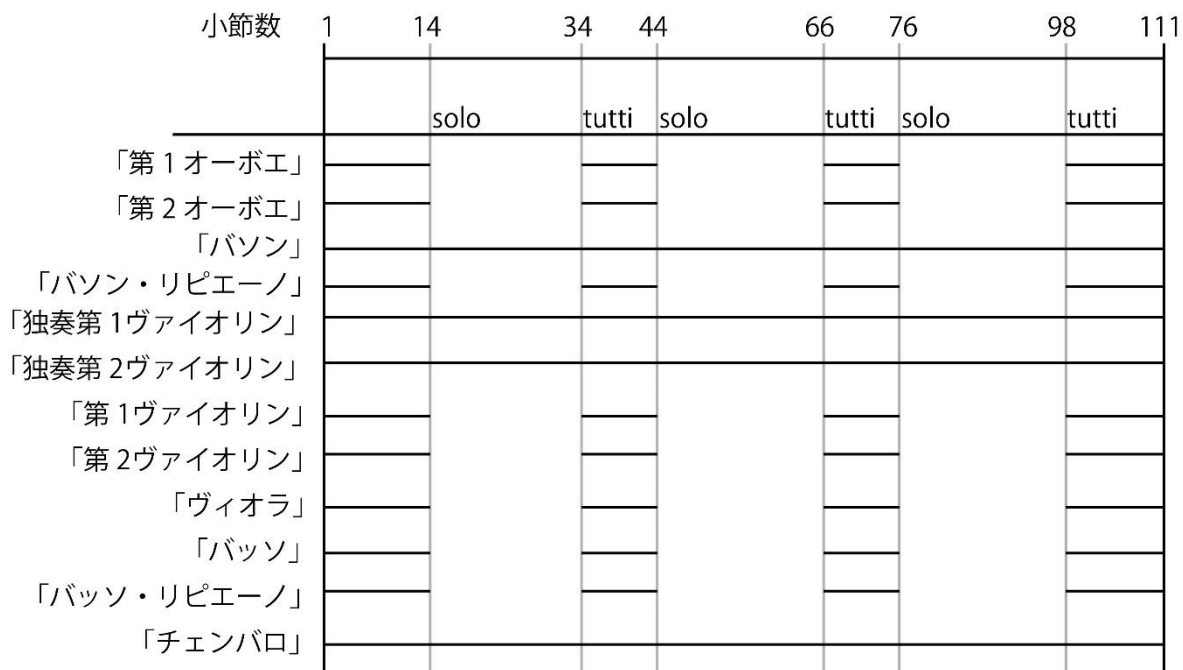 小節数 1 14 34 44 66 76 98 111
solo tutti solo tutti solo tutti
「第 1 オーボエ」
「第 2 オーボエ」
「バソン」
「バソン・リピエーノ」
「独奏第 1ヴァイオリン」
「独奏第 2ヴァイオリン」
「第 1ヴァイオリン」
「第 2ヴァイオリン」
「ヴィオラ」
「バッソ」
「バッソ・リピエーノ」
「チェンバロ」